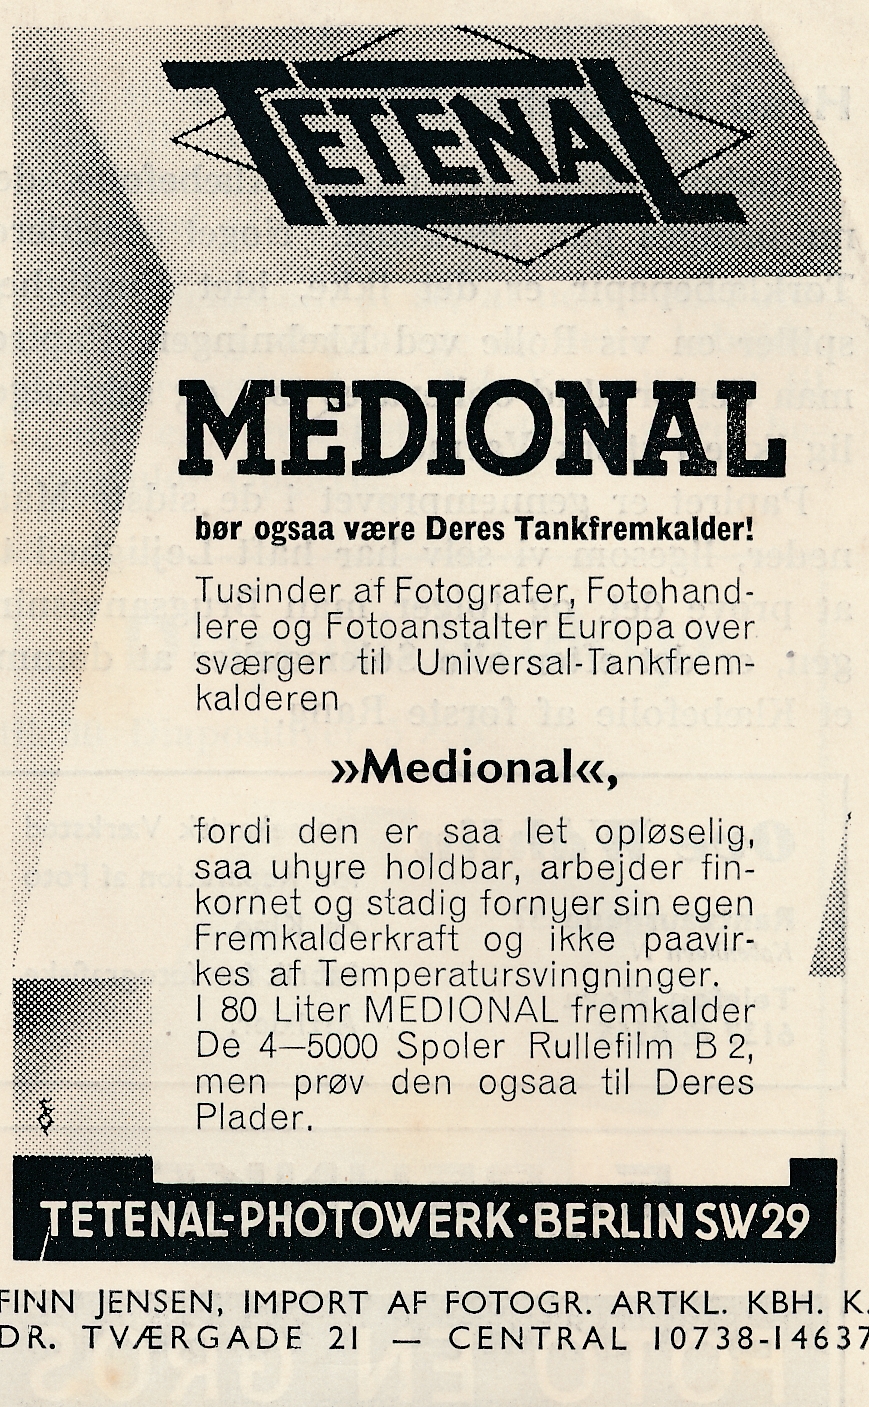 TETENAL
MEDIONAL
bør ogsaa være Deres Tankfremkalder!
Tusinder af Fotografer, Fotohand-
lere og Fotoanstalter Europa over
sværger til Universal-Tankfrem-
kalderen
»Medional«,
fordi den er saa let opløselig,
saa uhyre holdbar, arbejder fin-
kornet og stadig fornyer sin egen
Fremkalderkraft og ikke paavir-
kes af Temperatursvingninger.
I 80 Liter MEDIONAL fremkalder
De 4—5000 Spoler Rullefilm B 2,
men prøv den ogsaa til Deres
Plader.
TETENAL-PHOTOWERK·BERLIN SW29
FINN JENSEN, IMPORT AF FOTOGR. ARTKL. KBH. K.
DR. TVÆRGADE 21 — CENTRAL 10738-14637